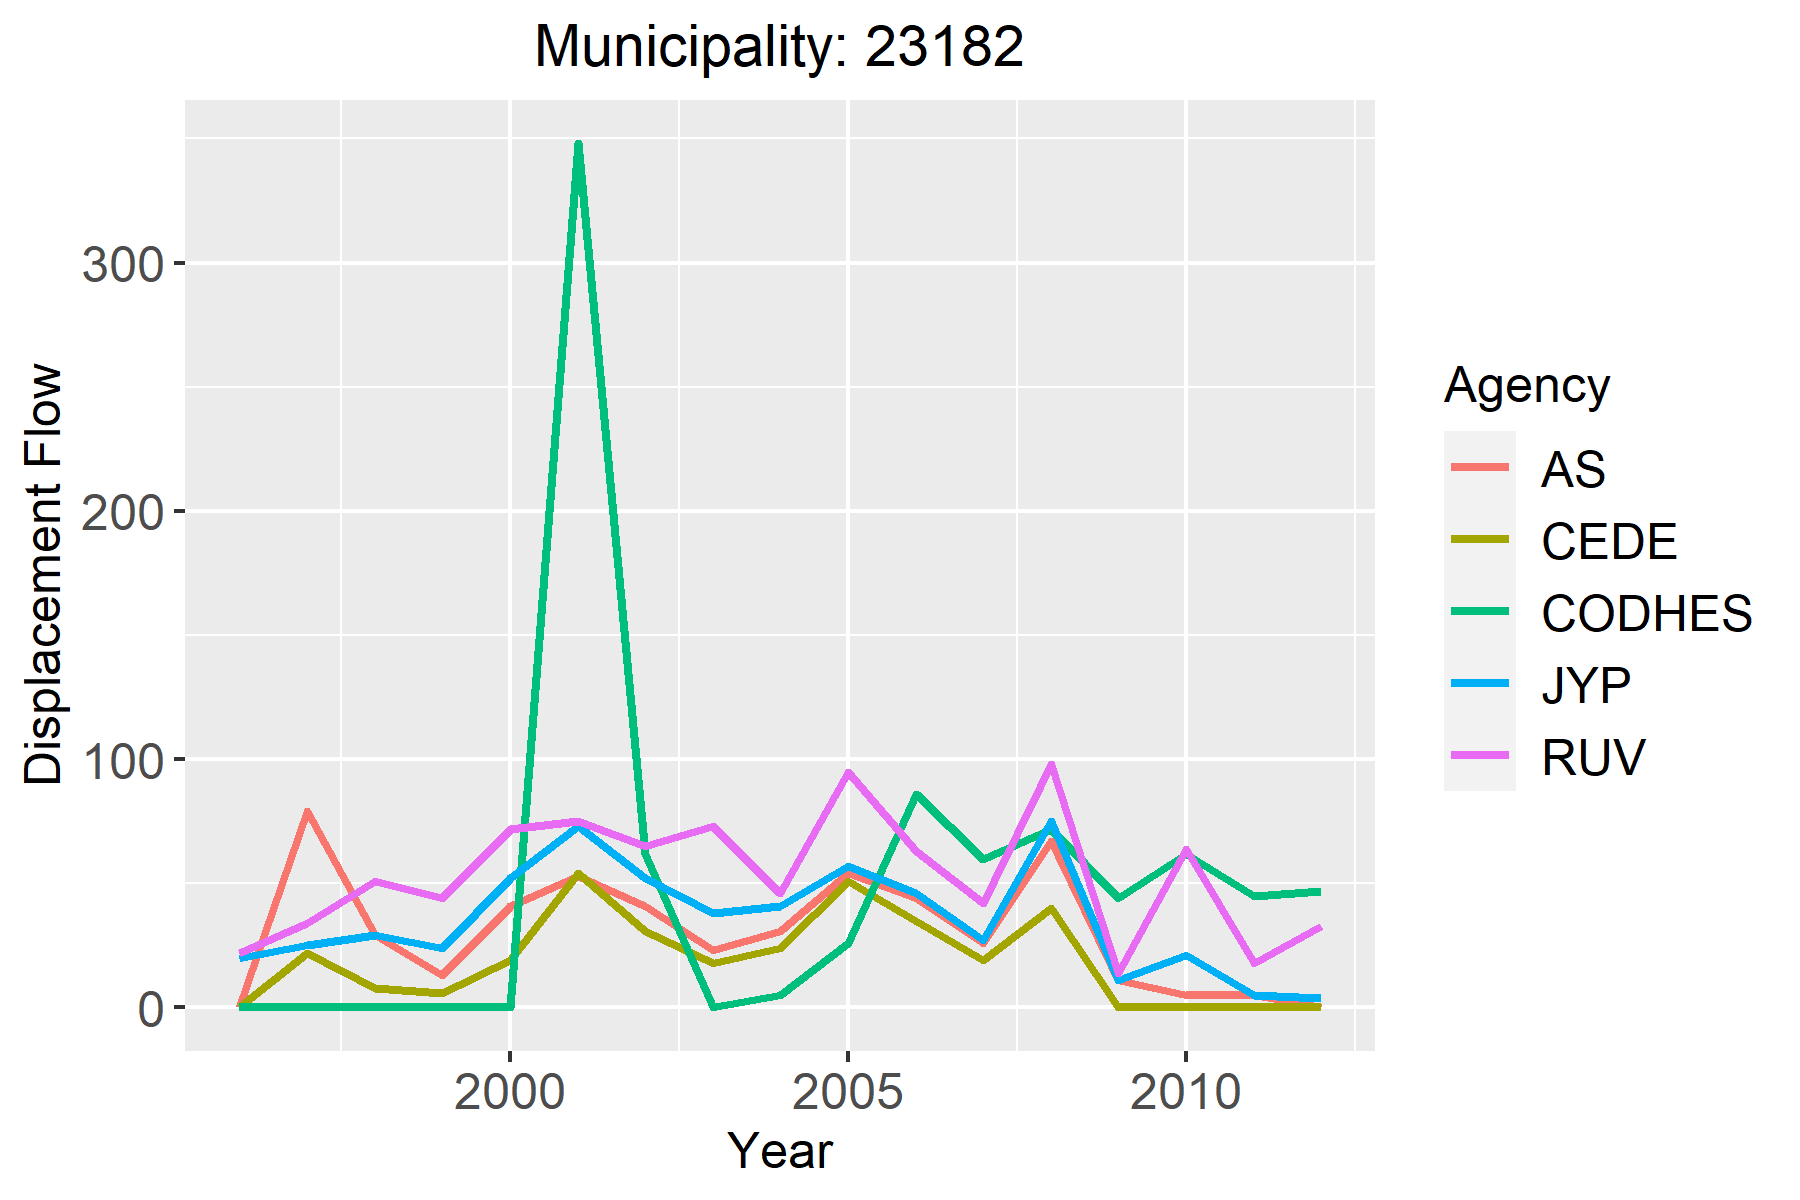 Municipality: 23182
Displacement Flow
300
200
100
0
2000
2005
2010
Year
Agency
AS
CEDE
CODHES
JYP
RUV